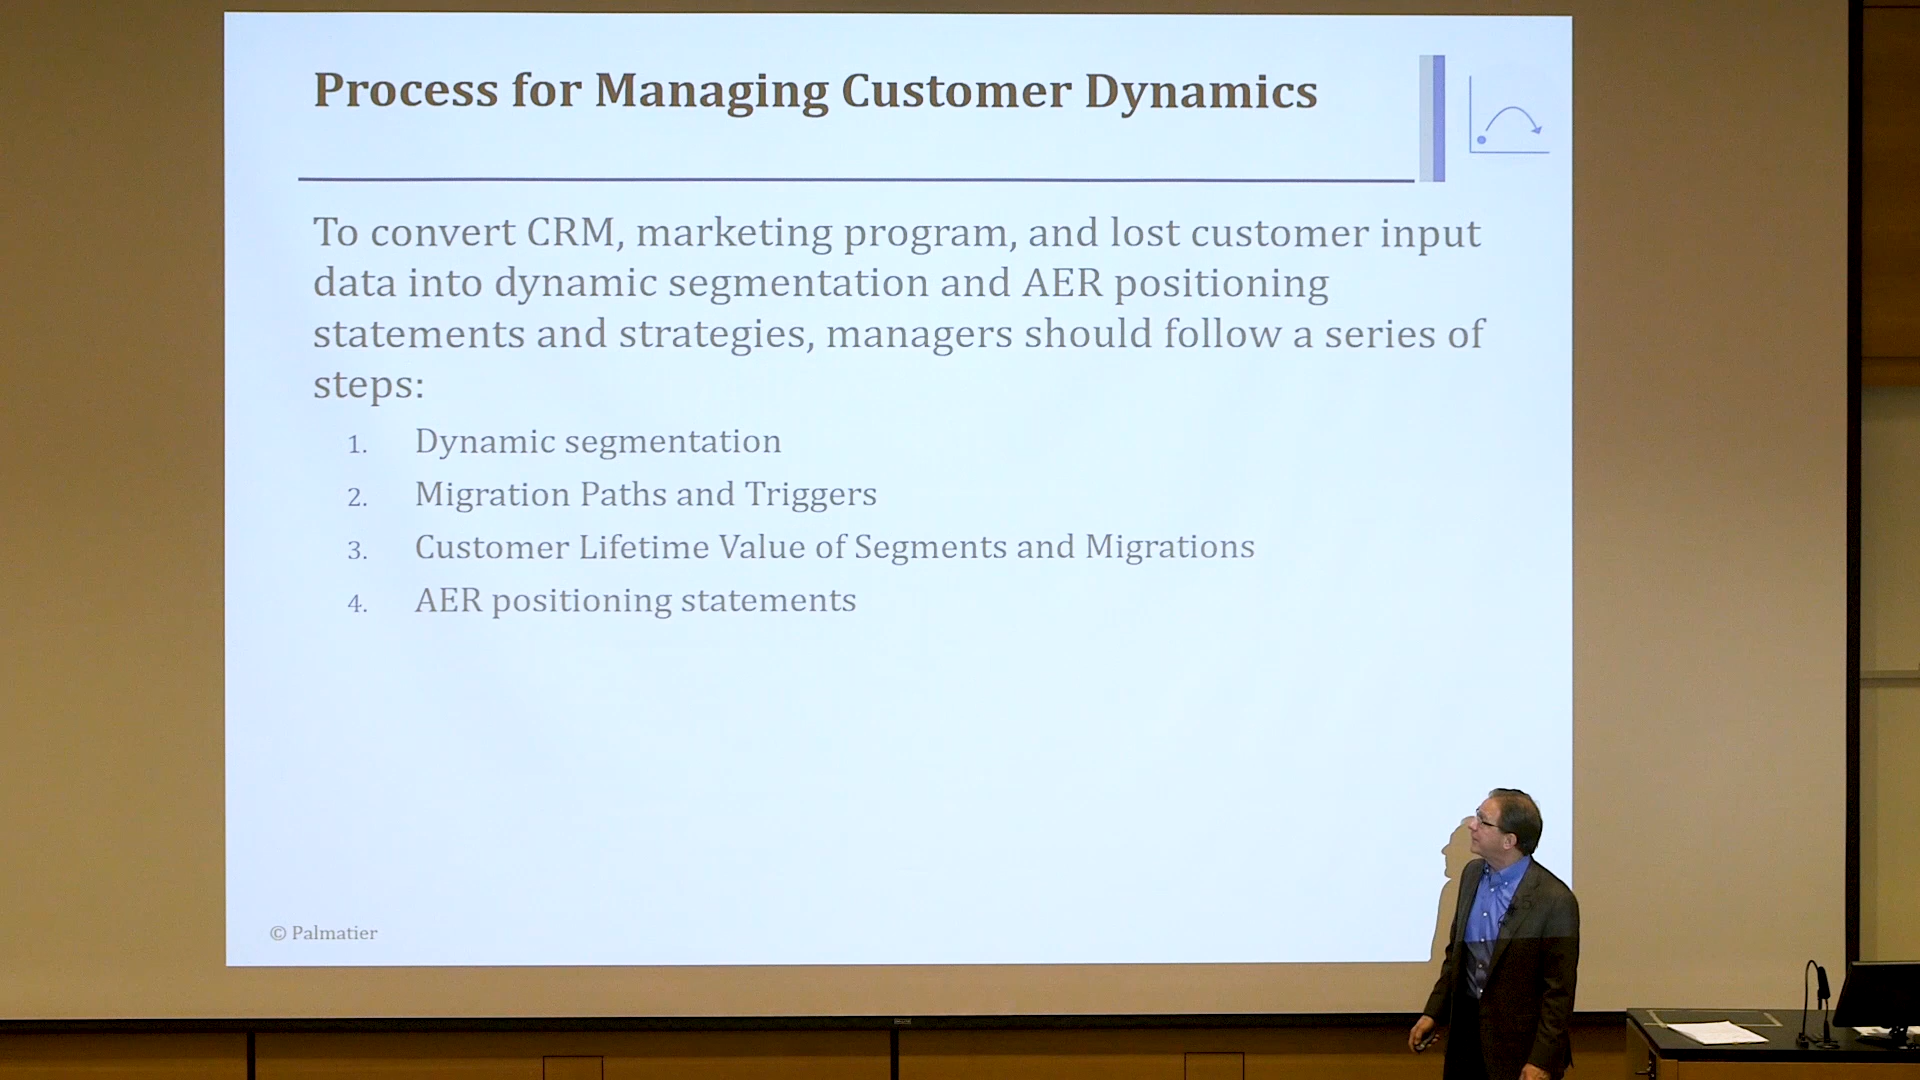 Process for Managing Customer Dynamics
To convert CRM, marketing program, and lost customer input
data into dynamic segmentation and AER positioning
statements and strategies, managers should follow a series of
steps:
1. Dynamic segmentation
2. Migration Paths and Triggers
3. Customer Lifetime Value of Segments and Migrations
4. AER positioning statements
© Palmatier